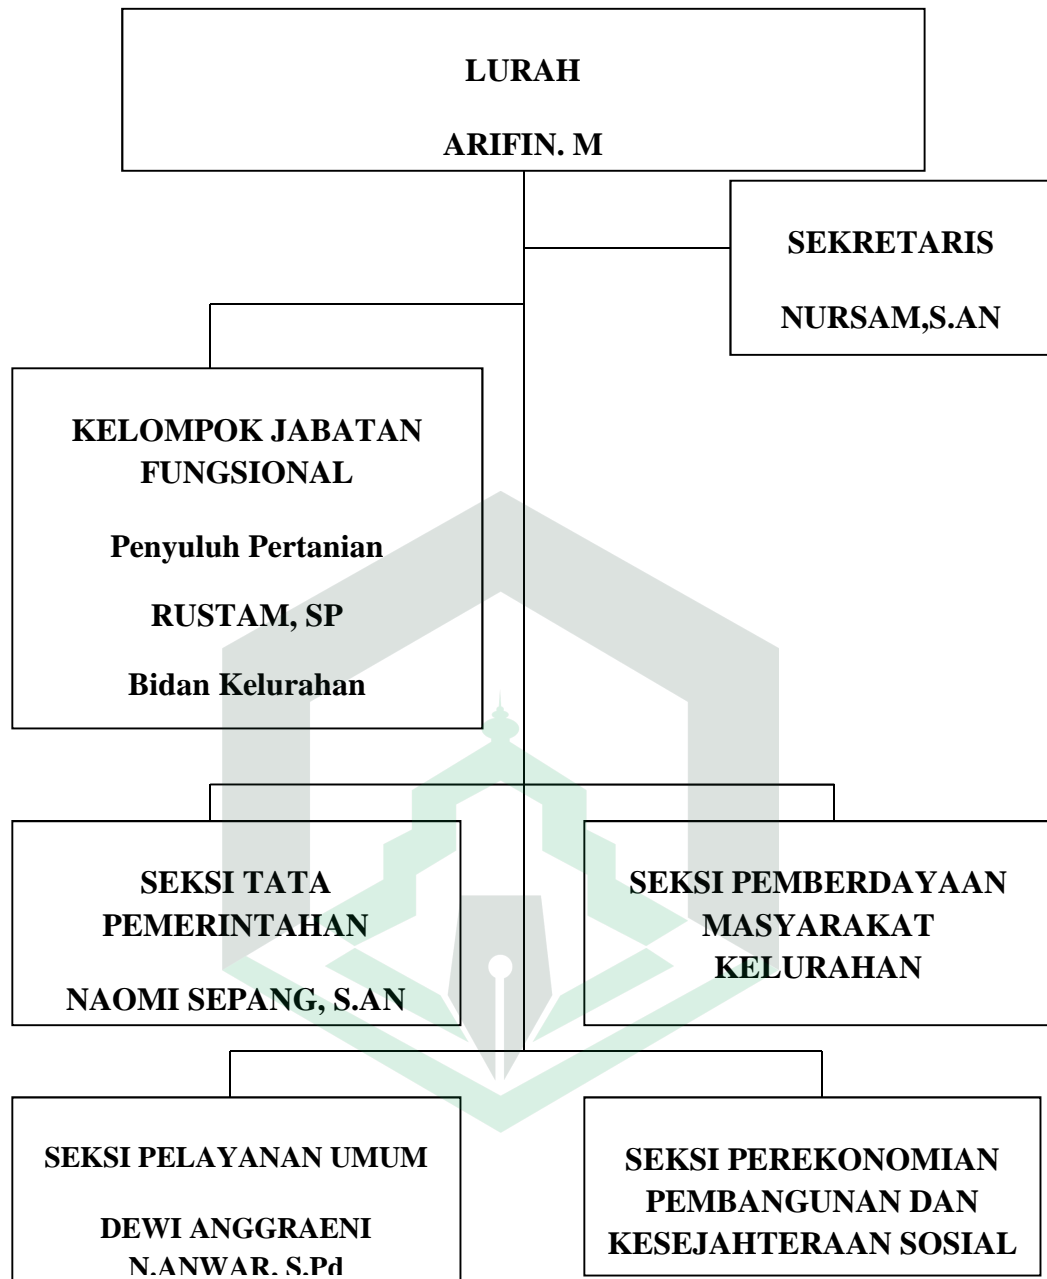 LURAH
ARIFIN. M
SEKRETARIS
NURSAM,S.AN
KELOMPOK JABATAN
FUNGSIONAL
Penyuluh Pertanian
RUSTAM, SP
Bidan Kelurahan
SEKSI TATA
PEMERINTAHAN
NAOMI SEPANG, S.AN
SEKSI PEMBERDAYAAN
MASYARAKAT
KELURAHAN
SEKSI PELAYANAN UMUM
DEWI ANGGRAENI
N.ANWAR, S.Pd
SEKSI PEREKONOMIAN
PEMBANGUNAN DAN
KESEJAHTERAAN SOSIAL